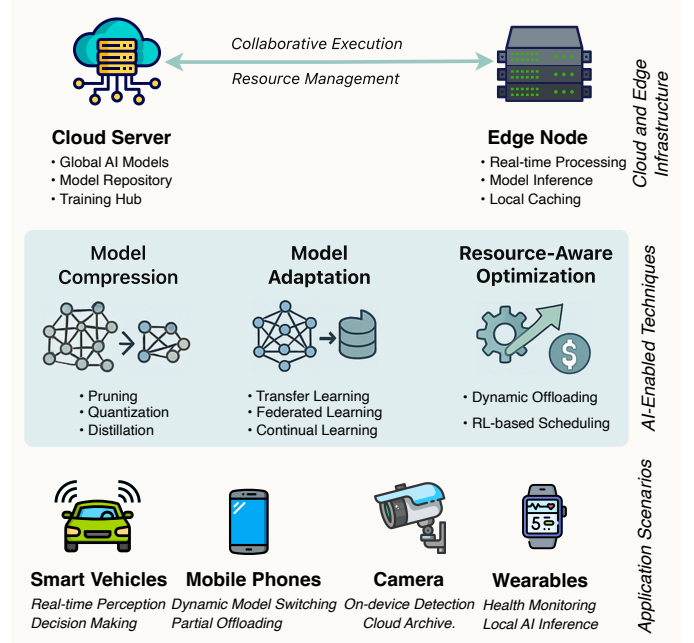 Collaborative Execution
Resource Management
Cloud Server
• Global AI Models
• Model Repository
• Training Hub
Edge Node
• Real-time Processing
• Model Inference
• Local Caching
Cloud and Edge
Infrastructure
Model
Compression
• Pruning
• Quantization
• Distillation
Model
Adaptation
• Transfer Learning
• Federated Learning
• Continual Learning
Resource-Aware
Optimization
$
• Dynamic Offloading
• RL-based Scheduling
AI-Enabled Techniques
Smart Vehicles
Real-time Perception
Decision Making
Mobile Phones
Dynamic Model Switching
Partial Offloading
Camera
On-device Detection
Cloud Archive.
5
Wearables
Health Monitoring
Local AI Inference
Application Scenarios